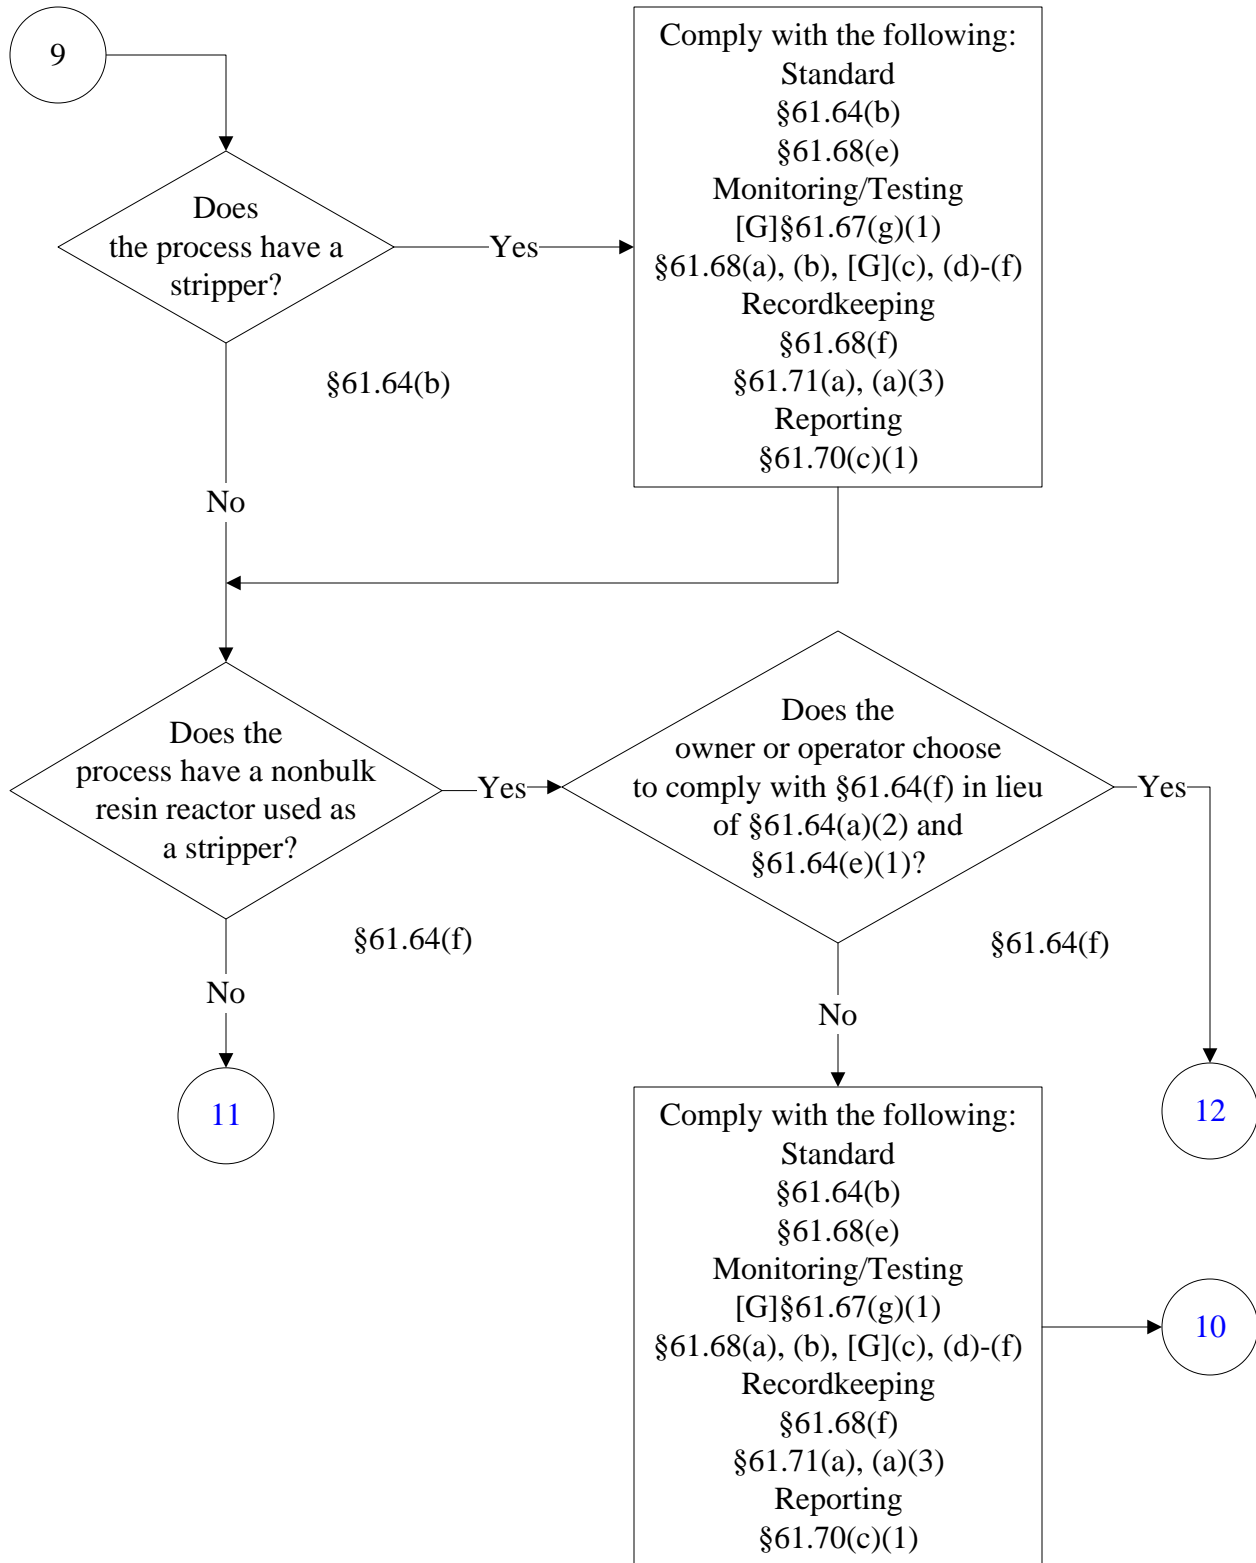 9
Does
the process have a
stripper?
Yes
Comply with the following:
Standard
§61.64(b)
§61.68(e)
Monitoring/Testing
[G]§61.67(g)(1)
§61.68(a), (b), [G](c), (d)-(f)
Recordkeeping
§61.68(f)
§61.71(a), (a)(3)
Reporting
§61.70(c)(1)
§61.64(b)
No
Does the
process have a nonbulk
resin reactor used as
a stripper?
Yes
Does the
owner or operator choose
to comply with §61.64(f) in lieu
of §61.64(a)(2) and
§61.64(e)(1)?
Yes
§61.64(f)
§61.64(f)
No
No
11
12
Comply with the following:
Standard
§61.64(b)
§61.68(e)
Monitoring/Testing
[G]§61.67(g)(1)
§61.68(a), (b), [G](c), (d)-(f)
Recordkeeping
§61.68(f)
§61.71(a), (a)(3)
Reporting
§61.70(c)(1)
10